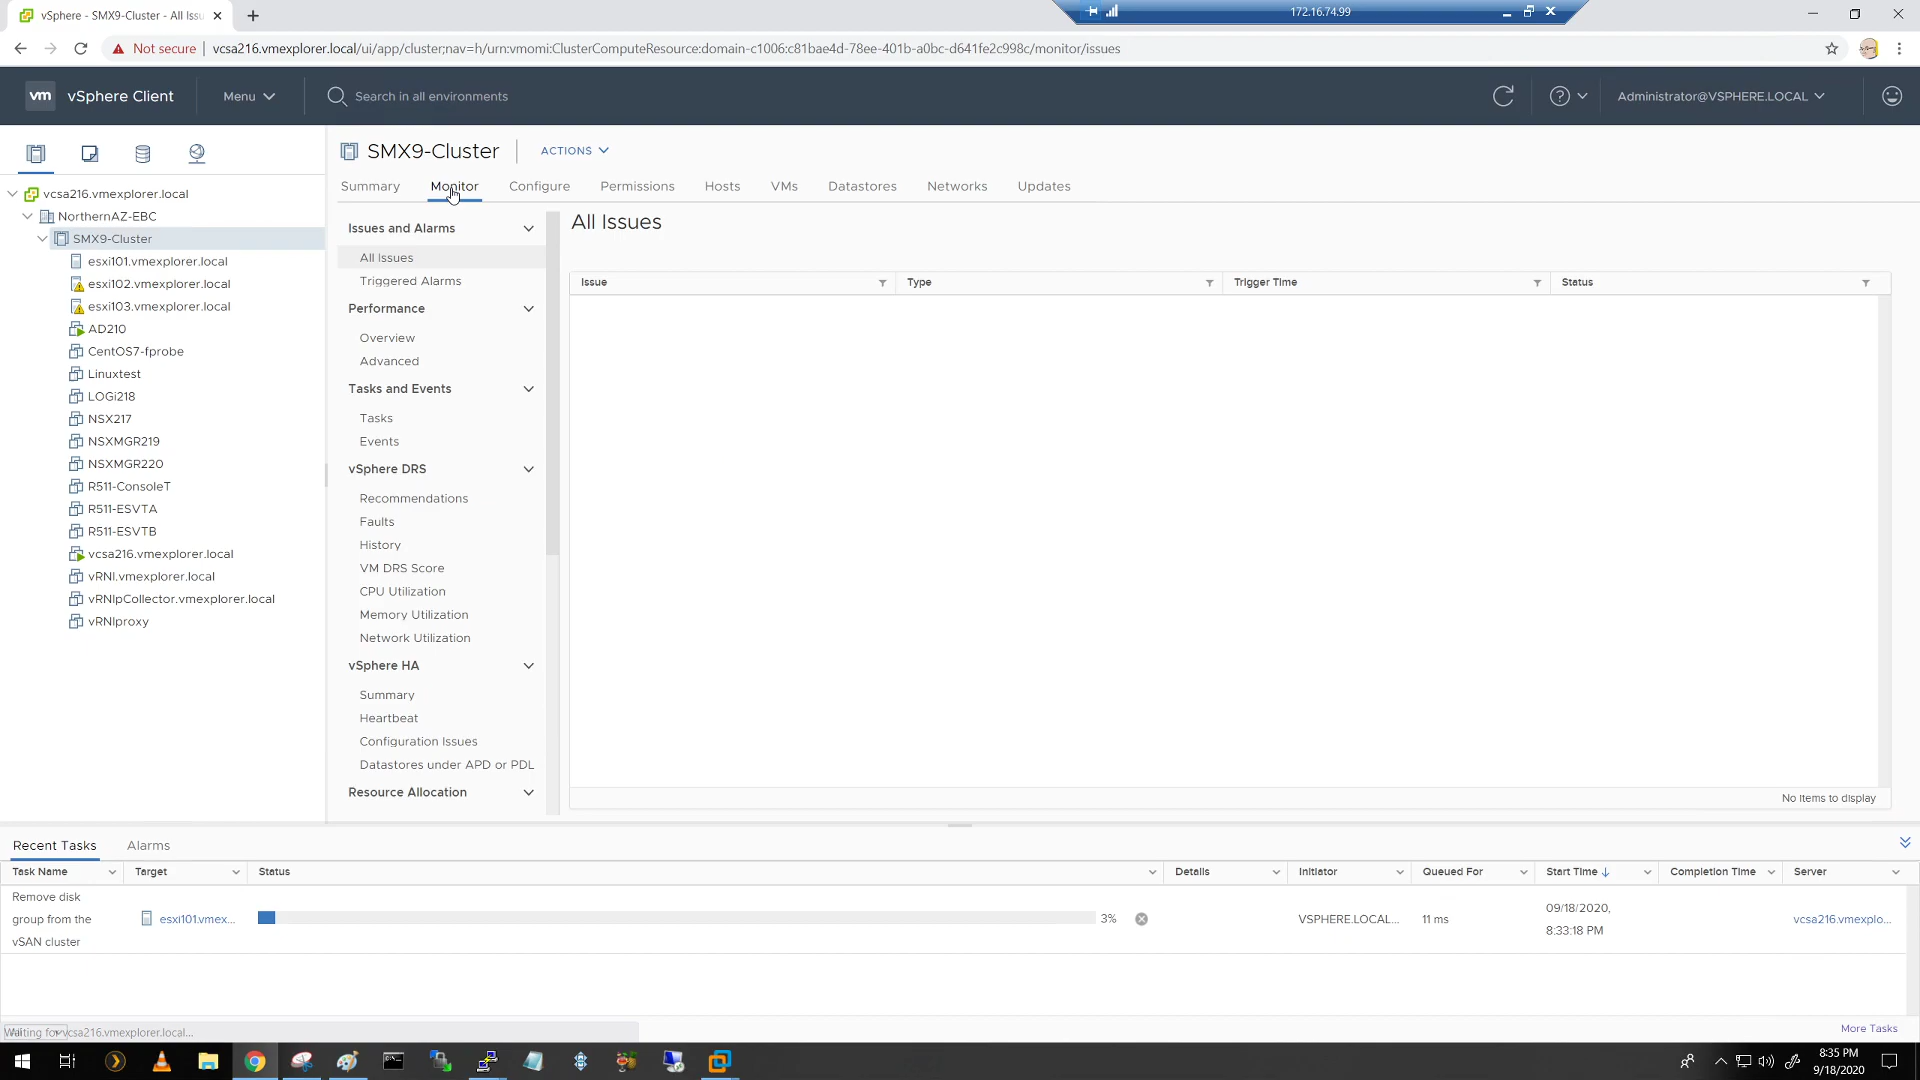 vSphere - SMX9-Cluster - All Issu
172.16.74.99
Not secure | vcsa216.vmexplorer.local/ui/app/cluster;nav=h/urn:vmomi:ClusterComputeResource:domain-c1006:c81bae4d-78ee-401b-a0bc-d641fe2c998c/monitor/issues
vm vSphere Client
Menu
Search in all environments
Administrator@VSPHERE.LOCAL
SMX9-Cluster
ACTIONS
Summary Monitor Configure Permissions Hosts VMs Datastores Networks Updates
vcsa216.vmexplorer.local
NorthernAZ-EBC
SMX9-Cluster
esxi101.vmexplorer.local
esxi102.vmexplorer.local
esxi103.vmexplorer.local
AD210
CentOS7-fprobe
Linuxtest
LOGi218
NSX217
NSXMGR219
NSXMGR220
R511-ConsoleT
R511-ESVTA
R511-ESVTB
vcsa216.vmexplorer.local
vRNI.vmexplorer.local
vRNIpCollector.vmexplorer.local
vRNIproxy
Issues and Alarms
All Issues
Triggered Alarms
Performance
Overview
Advanced
Tasks and Events
Tasks
Events
vSphere DRS
Recommendations
Faults
History
VM DRS Score
CPU Utilization
Memory Utilization
Network Utilization
vSphere HA
Summary
Heartbeat
Configuration Issues
Datastores under APD or PDL
Resource Allocation
All Issues
Issue Type Trigger Time Status
No items to display
Recent Tasks Alarms
Task Name Target Status Details Initiator Queued For Start Time Completion Time Server
Remove disk
group from the
vSAN cluster
esxi101.vmex...
3%
VSPHERE.LOCAL...
11 ms
09/18/2020,
8:33:18 PM
vcsa216.vmexplo...
Waiting for vcsa216.vmexplorer.local...
More Tasks
8:35 PM
9/18/2020